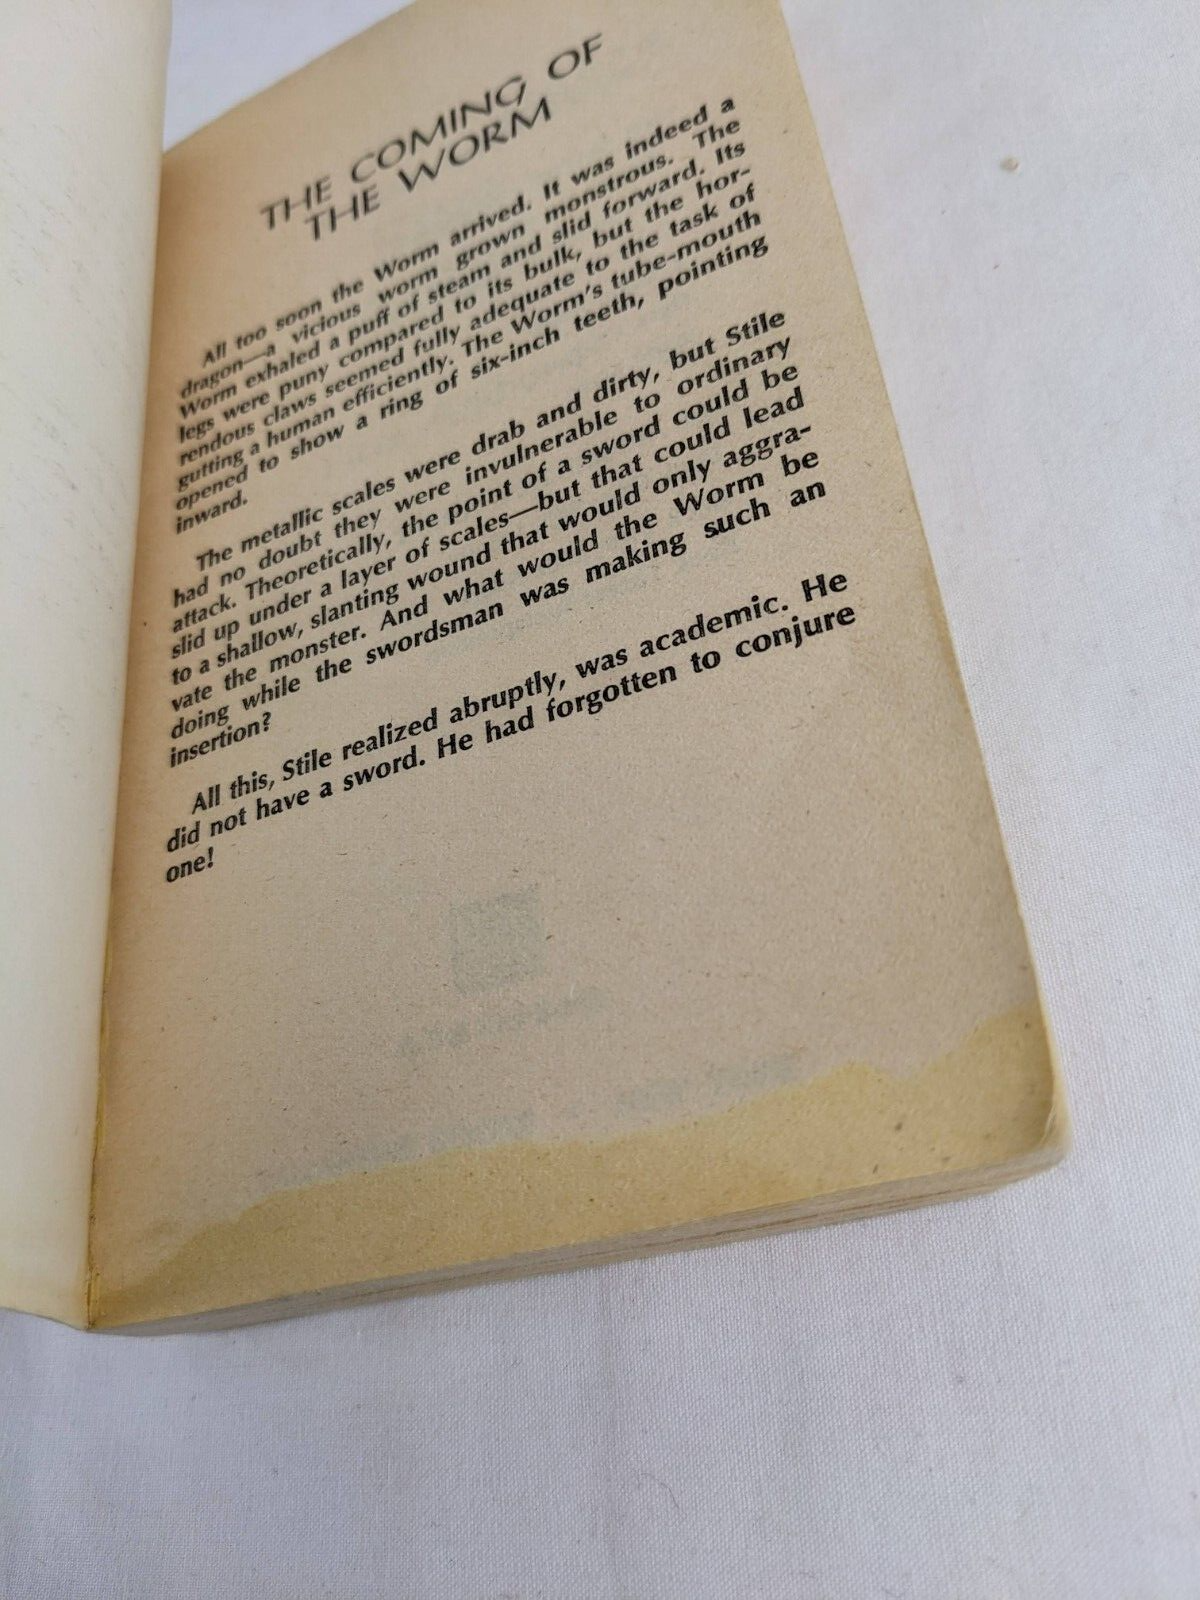 THE COMING OF
THE WORM
All too soon the Worm arrived. It was indeed a
dragon—a vicious worm grown monstrous. The
Worm exhaled a puff of steam and slid forward. Its
legs were puny compared to its bulk, but the hor-
rendous claws seemed fully adequate to the task of
gutting a human efficiently. The Worm's tube-mouth
opened to show a ring of six-inch teeth, pointing
inward.
The metallic scales were drab and dirty, but Stile
had no doubt they were invulnerable to ordinary
attack. Theoretically, the point of a sword could be
slid up under a layer of scales—but that could lead
to a shallow, slanting wound that would only aggra-
vate the monster. And what would the Worm be
doing while the swordsman was making such an
insertion?
All this, Stile realized abruptly, was academic. He
did not have a sword. He had forgotten to conjure
one!